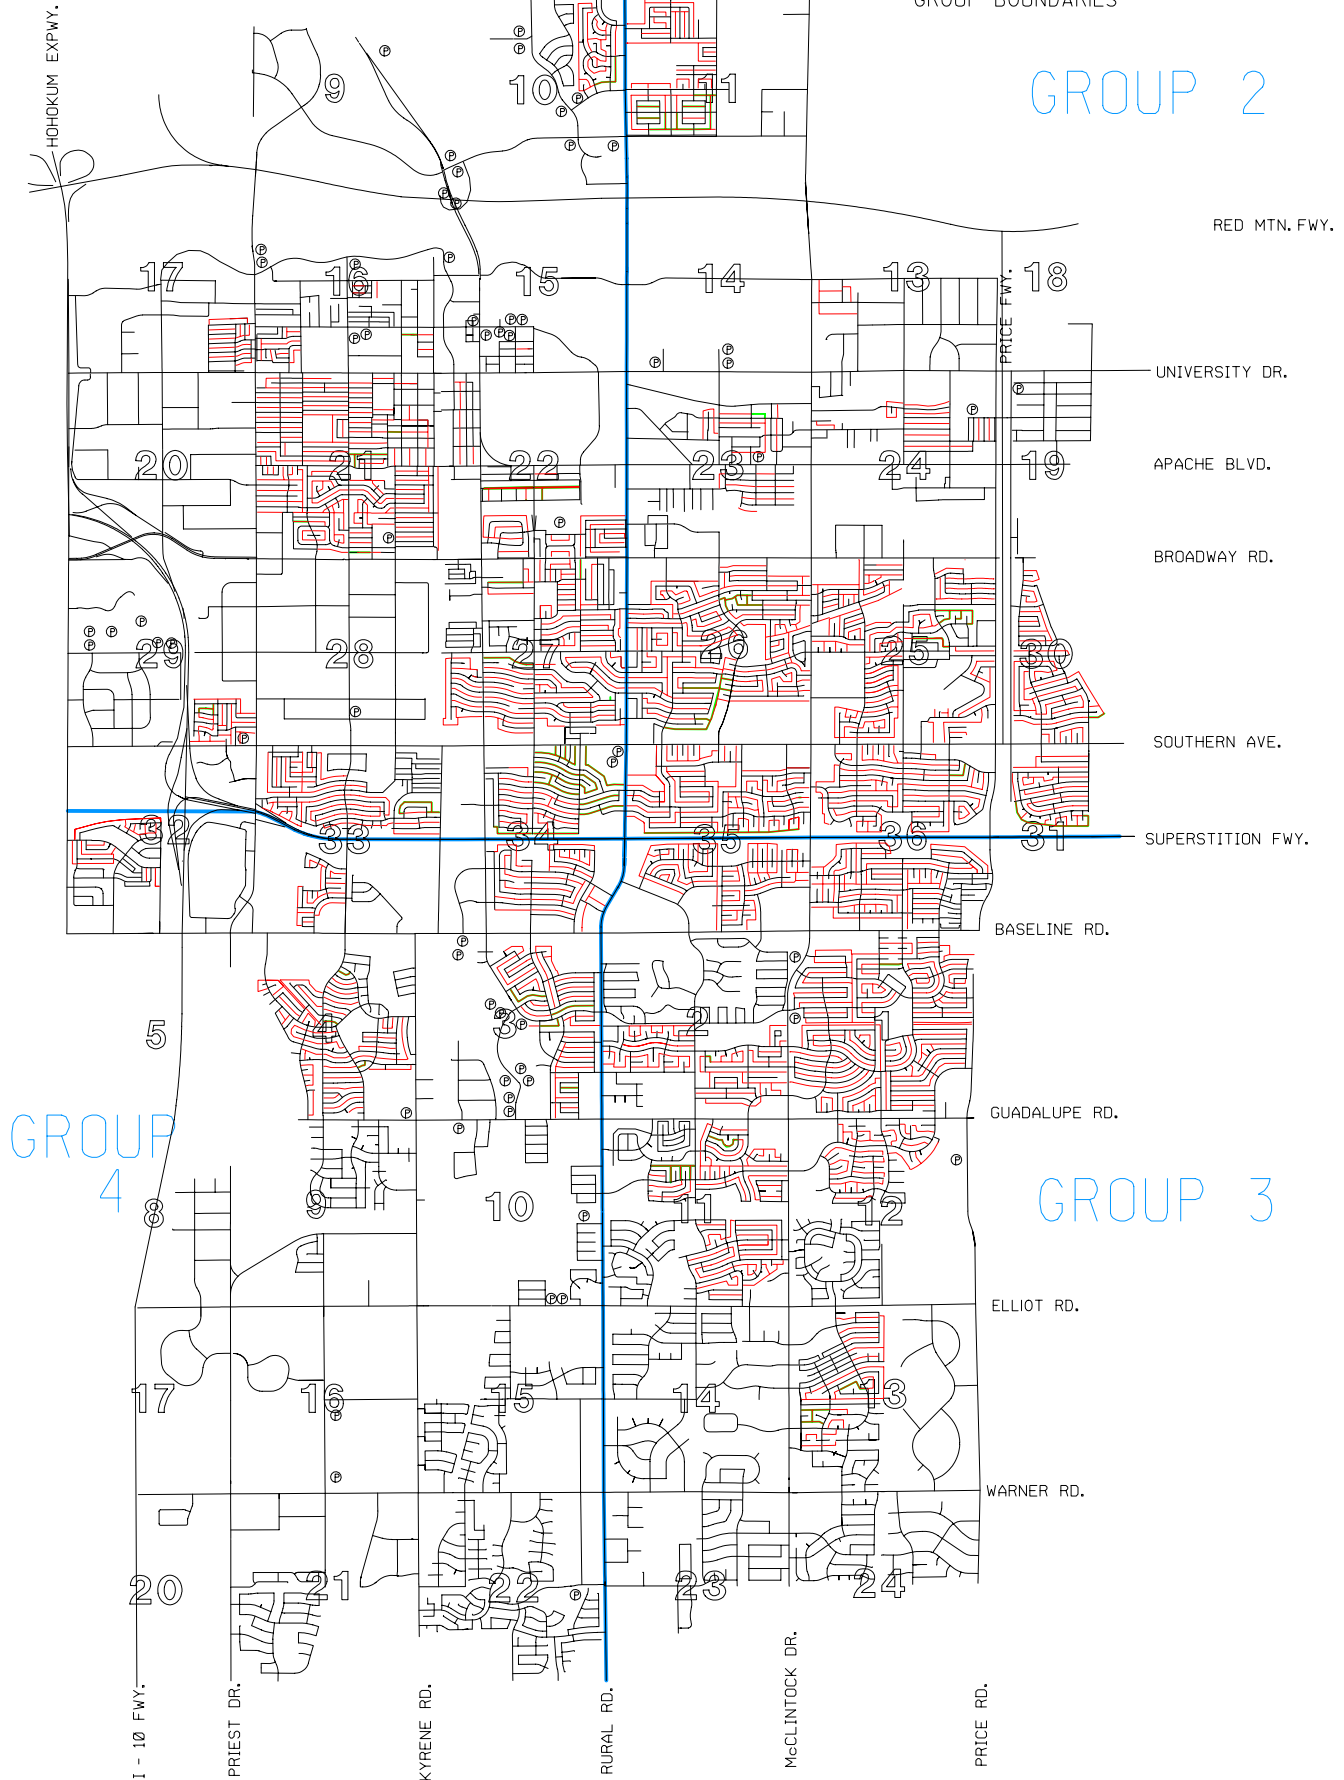 GROUP BOUNDARIES
HOHOKUM EXPWY.
9
10
11
GROUP 2
RED MTN. FWY.
17
16
15
14
13
18
PRICE FWY.
UNIVERSITY DR.
20
21
22
23
24
19
APACHE BLVD.
BROADWAY RD.
29
28
27
26
25
30
SOUTHERN AVE.
32
33
34
35
36
31
SUPERSTITION FWY.
BASELINE RD.
5
4
3
2
1
GUADALUPE RD.
GROUP
4
8
9
10
11
12
GROUP 3
ELLIOT RD.
17
16
15
14
13
WARNER RD.
20
21
22
23
24
I - 10 FWY.
PRIEST DR.
KYRENE RD.
RURAL RD.
McCLINTOCK DR.
PRICE RD.